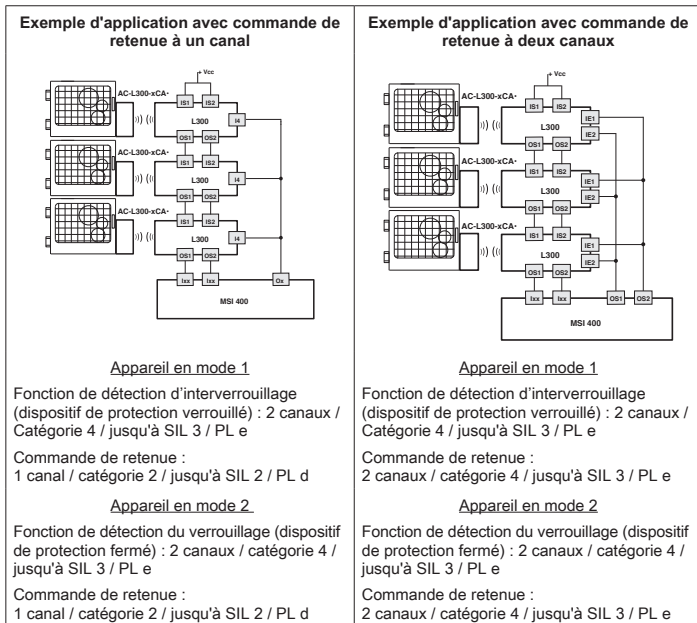 Exemple d'application avec commande de
retenue à un canal
+ Vcc
AC-L300-xCA*
IS1 IS2
L300
I4
OS1 OS2
AC-L300-xCA*
IS1 IS2
L300
I4
OS1 OS2
AC-L300-xCA*
IS1 IS2
L300
I4
OS1 OS2
Ixx Ixx Ox
MSI 400
Appareil en mode 1
Fonction de détection d’interverrouillage
(dispositif de protection verrouillé) : 2 canaux /
Catégorie 4 / jusqu'à SIL 3 / PL e
Commande de retenue :
1 canal / catégorie 2 / jusqu'à SIL 2 / PL d
Appareil en mode 2
Fonction de détection du verrouillage (dispositif
de protection fermé) : 2 canaux / catégorie 4 /
jusqu'à SIL 3 / PL e
Commande de retenue :
1 canal / catégorie 2 / jusqu'à SIL 2 / PL d
Exemple d'application avec commande de
retenue à deux canaux
+ Vcc
AC-L300-xCA*
IS1 IS2
IE1
L300
IE2
OS1 OS2
AC-L300-xCA*
IS1 IS2
IE1
L300
IE2
OS1 OS2
AC-L300-xCA*
IS1 IS2
IE1
L300
IE2
OS1 OS2
Ixx Ixx OS1 OS2
MSI 400
Appareil en mode 1
Fonction de détection d’interverrouillage
(dispositif de protection verrouillé) : 2 canaux /
Catégorie 4 / jusqu'à SIL 3 / PL e
Commande de retenue :
2 canaux / catégorie 4 / jusqu'à SIL 3 / PL e
Appareil en mode 2
Fonction de détection du verrouillage (dispositif
de protection fermé) : 2 canaux / catégorie 4 /
jusqu'à SIL 3 / PL e
Commande de retenue :
2 canaux / catégorie 4 / jusqu'à SIL 3 / PL e